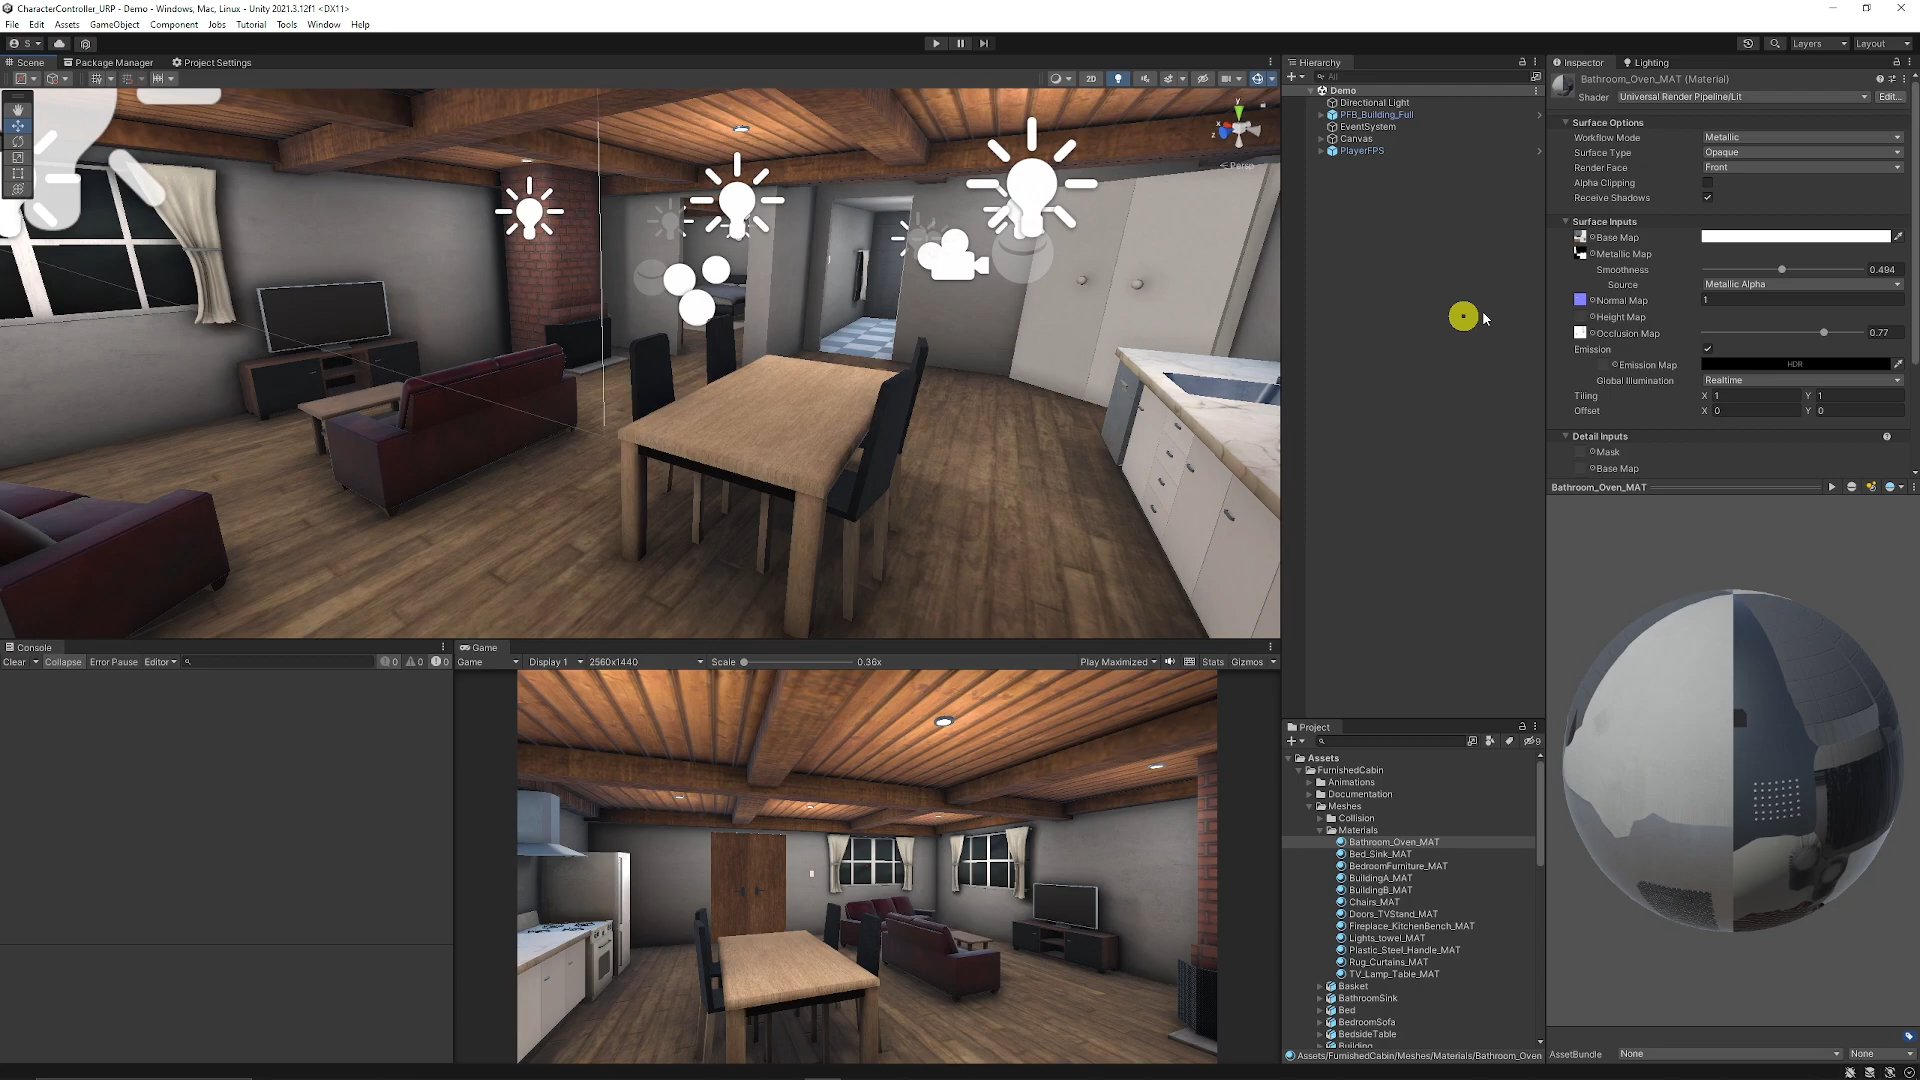 CharacterController_URP - Demo - Windows, Mac, Linux - Unity 2021.3.12f1 <DX11>
File Edit Assets GameObject Component Jobs Tutorial Tools Window Help
S Layers Layout
Scene Package Manager Project Settings
2D
y
x
z
Persp
Hierarchy
All
Demo
Directional Light
PFB_Building_Full
EventSystem
Canvas
PlayerFPS
Inspector Lighting
Bathroom_Oven_MAT (Material)
Shader Universal Render Pipeline/Lit Edit...
Surface Options
Workflow Mode Metallic
Surface Type Opaque
Render Face Front
Alpha Clipping
Receive Shadows
Surface Inputs
Base Map
Metallic Map
Smoothness 0.494
Source Metallic Alpha
Normal Map 1
Height Map
Occlusion Map 0.77
Emission
Emission Map HDR
Global Illumination Realtime
Tiling X 1 Y 1
Offset X 0 Y 0
Detail Inputs
Mask
Base Map
Bathroom_Oven_MAT
AssetBundle None None
Console
Clear Collapse Error Pause Editor 0 0 0
Game
Game Display 1 2560x1440 Scale 0.36x Play Maximized Stats Gizmos
Project
9
Assets
FurnishedCabin
Animations
Documentation
Meshes
Collision
Materials
Bathroom_Oven_MAT
Bed_Sink_MAT
BedroomFurniture_MAT
BuildingA_MAT
BuildingB_MAT
Chairs_MAT
Doors_TVStand_MAT
Fireplace_KitchenBench_MAT
Lights_towel_MAT
Plastic_Steel_Handle_MAT
Rug_Curtains_MAT
TV_Lamp_Table_MAT
Basket
BathroomSink
Bed
BedroomSofa
BedsideTable
Building
Assets/FurnishedCabin/Meshes/Materials/Bathroom_Oven